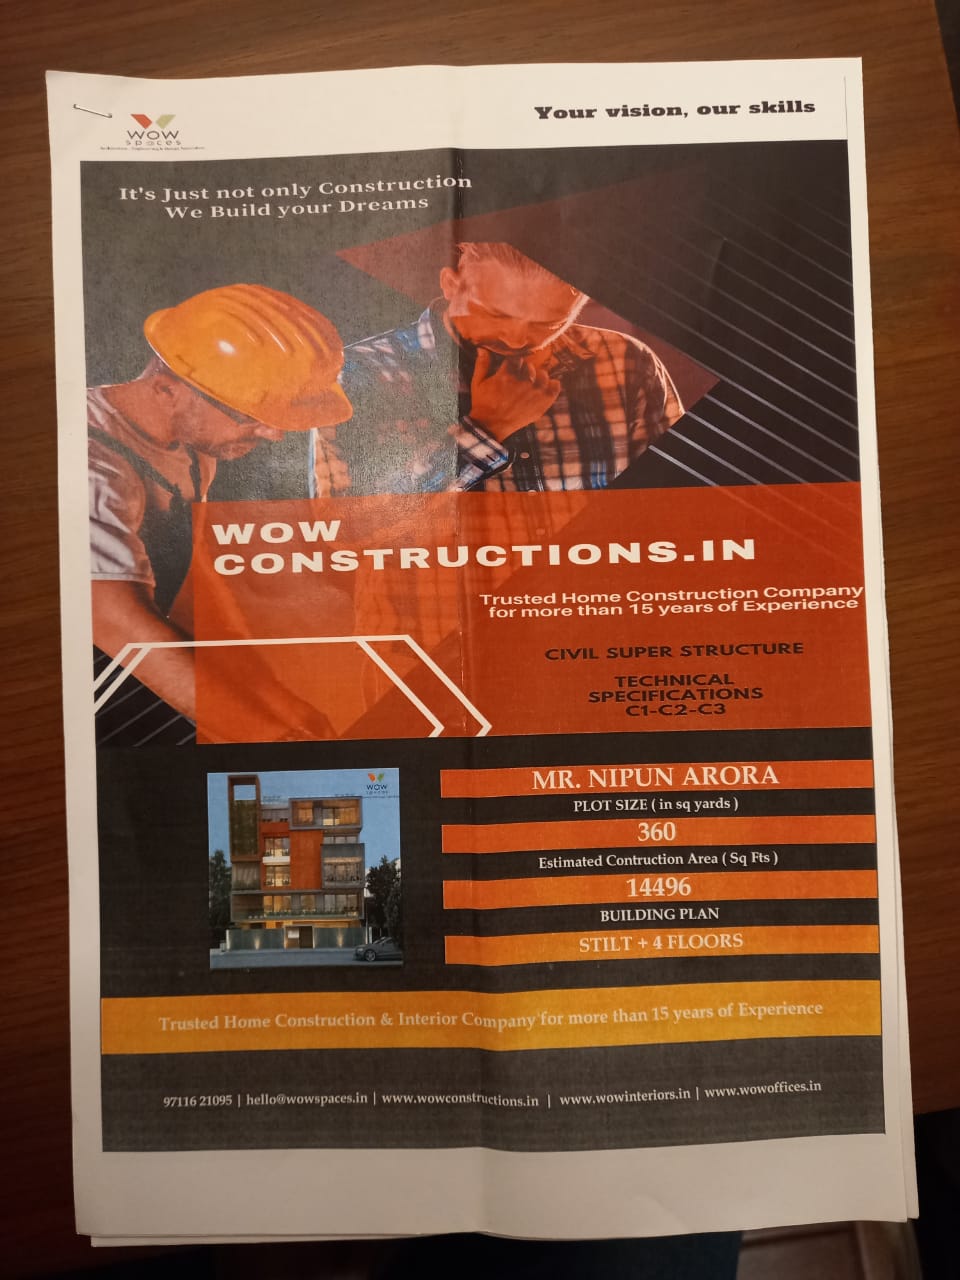 WOW
spaces
Your vision, our skills
It's Just not only Construction
We Build your Dreams
WOW
CONSTRUCTIONS.IN
Trusted Home Construction Company
for more than 15 years of Experience
CIVIL SUPER STRUCTURE
TECHNICAL
SPECIFICATIONS
C1-C2-C3
WOW
spaces
MR. NIPUN ARORA
PLOT SIZE ( in sq yards )
360
Estimated Contruction Area ( Sq Fts )
14496
BUILDING PLAN
STILT + 4 FLOORS
Trusted Home Construction & Interior Company for more than 15 years of Experience
97116 21095 | hello@wowspaces.in | www.wowconstructions.in | www.wowinteriors.in | www.wowoffices.in